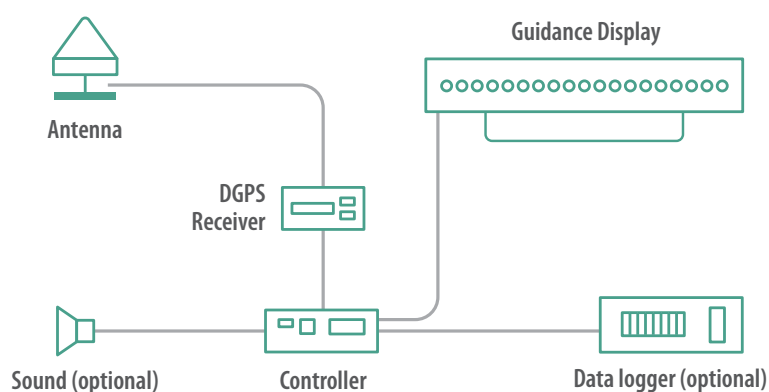 Guidance Display
Antenna
DGPS
Receiver
Sound (optional)
Controller
Data logger (optional)